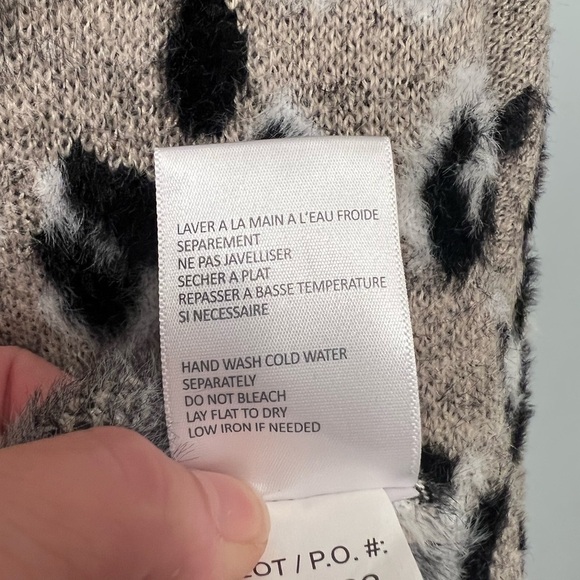 LAVER A LA MAIN A L'EAU FROIDE
SEPAREMENT
NE PAS JAVELLISER
SECHER A PLAT
REPASSER A BASSE TEMPERATURE
SI NECESSAIRE
HAND WASH COLD WATER
SEPARATELY
DO NOT BLEACH
LAY FLAT TO DRY
LOW IRON IF NEEDED
/ P.O. #: